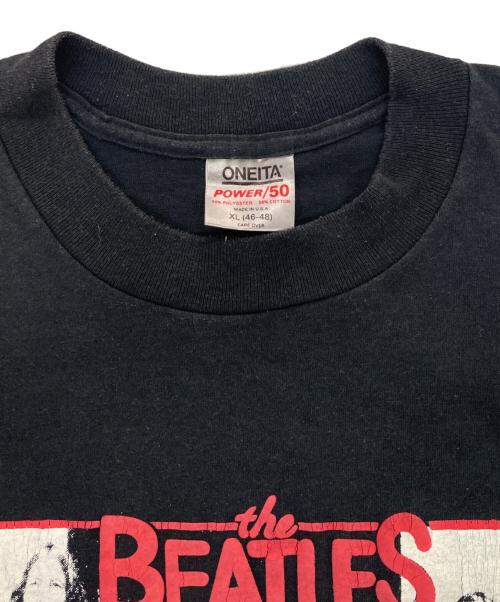 ONEITA®
POWER/50
50% POLYESTER 50% COTTON
MADE IN U.S.A
XL (46-48)
CARE OVER
the
BEATLES